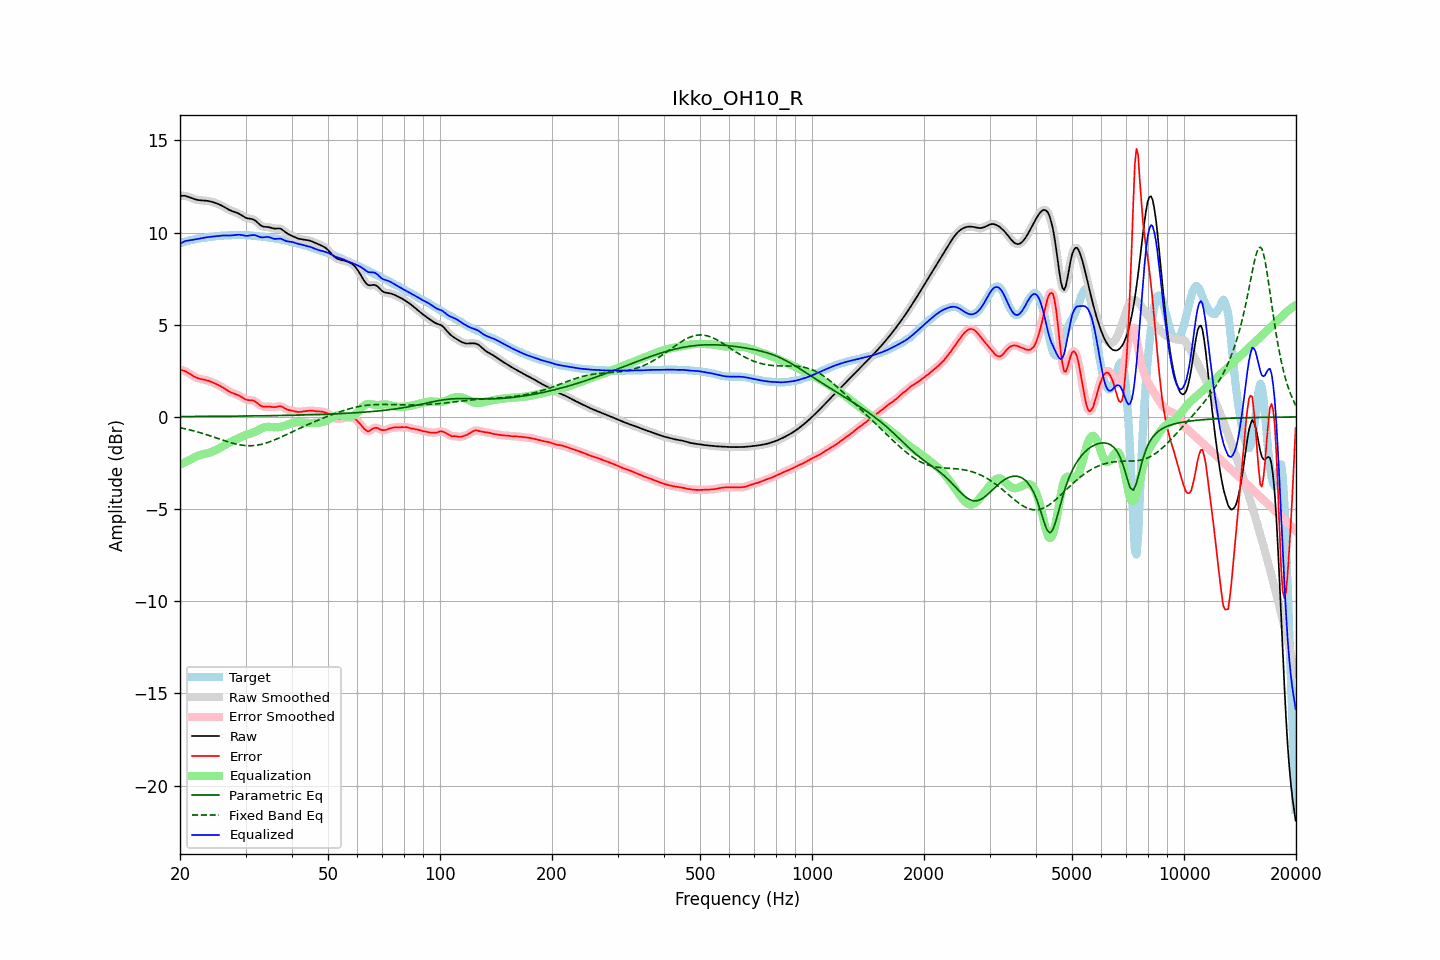 Ikko_OH10_R
15
10
5
0
−5
−10
−15
−20
Amplitude (dBr)
Target
Raw Smoothed
Error Smoothed
Raw
Error
Equalization
Parametric Eq
Fixed Band Eq
Equalized
20 50 100 200 500 1000 2000 5000 10000 20000
Frequency (Hz)